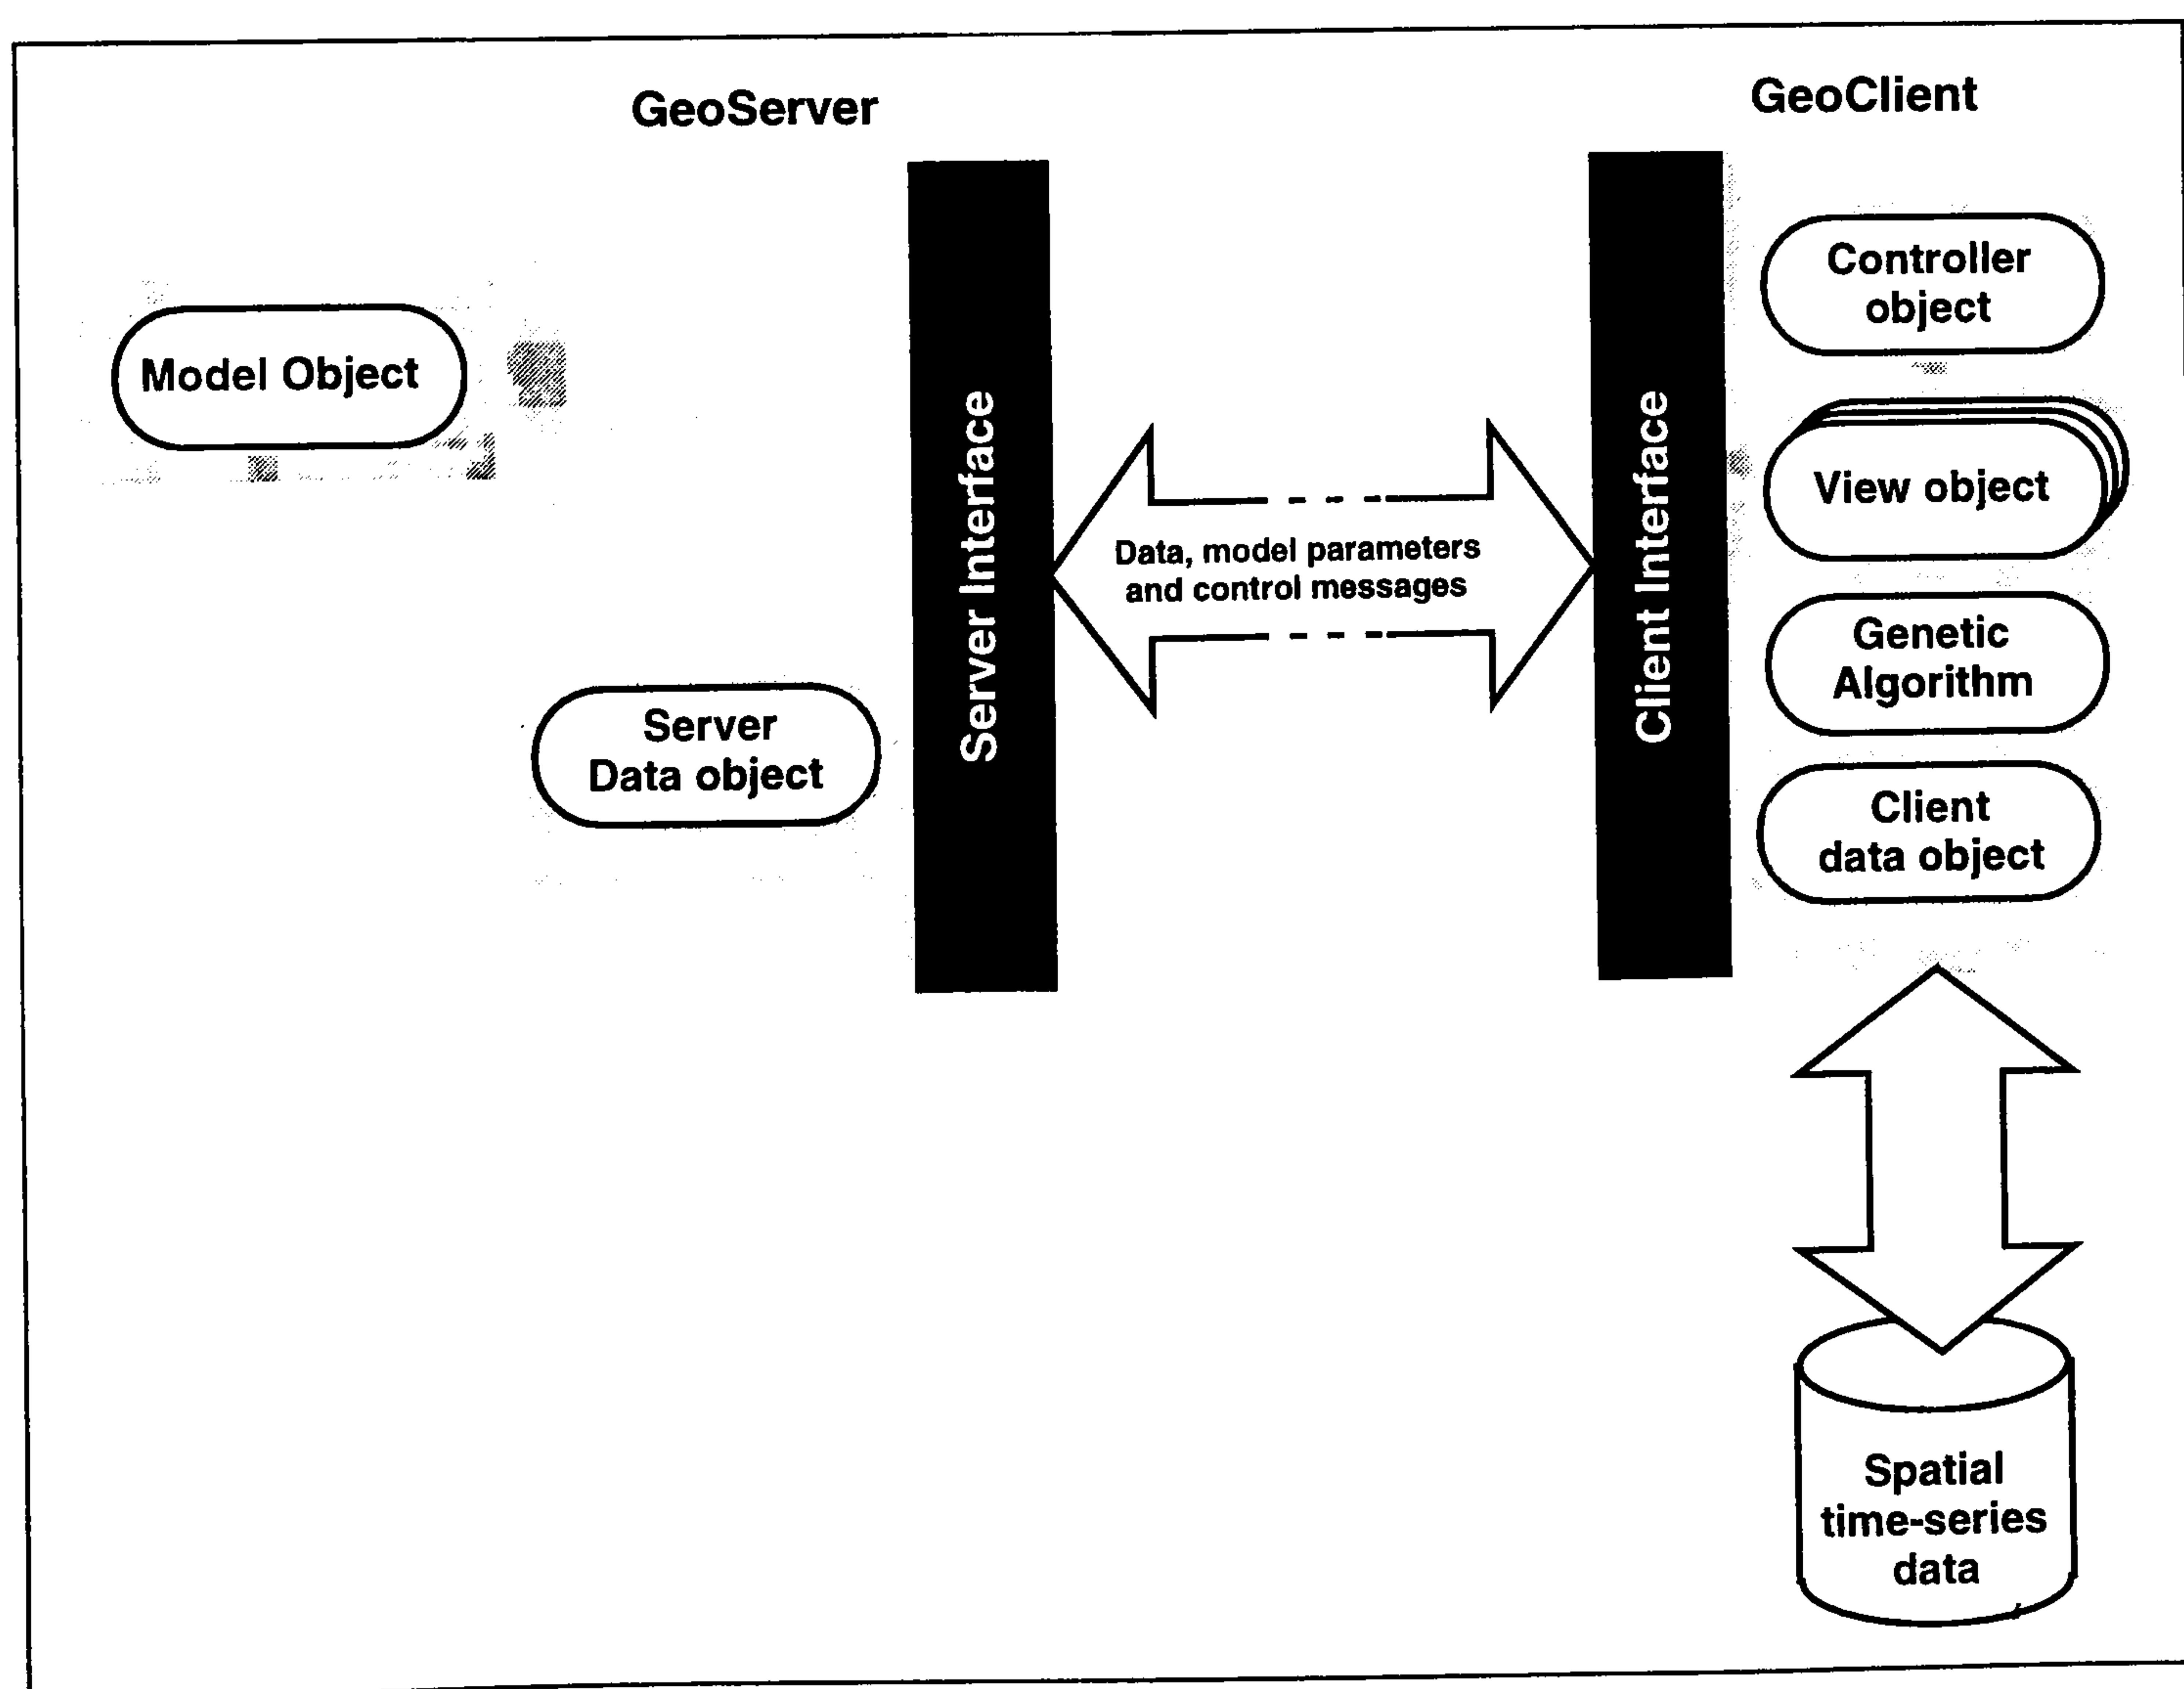 GeoServer
GeoClient
Model Object
Server
Data object
Server Interface
Data, model parameters
and control messages
Client Interface
Controller
object
View object
Genetic
Algorithm
Client
data object
Spatial
time-series
data